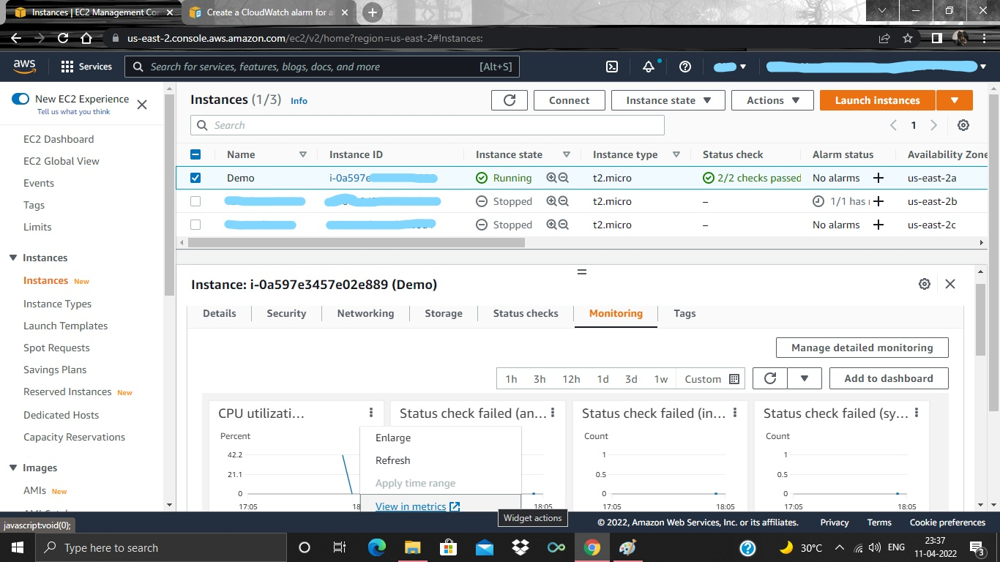 Instances | EC2 Management Co
Create a CloudWatch alarm for a
us-east-2.console.aws.amazon.com/ec2/v2/home?region=us-east-2#Instances:
aws
Services
Search for services, features, blogs, docs, and more
[Alt+S]
New EC2 Experience
Tell us what you think
EC2 Dashboard
EC2 Global View
Events
Tags
Limits
Instances
Instances New
Instance Types
Launch Templates
Spot Requests
Savings Plans
Reserved Instances New
Dedicated Hosts
Capacity Reservations
Images
AMIs New
Instances (1/3) Info
Connect
Instance state
Actions
Launch instances
Search
1
Name Instance ID Instance state Instance type Status check Alarm status Availability Zone
Demo i-0a597e Running t2.micro 2/2 checks passed No alarms + us-east-2a
Stopped t2.micro – 1/1 has + us-east-2b
Stopped t2.micro – No alarms + us-east-2c
Instance: i-0a597e3457e02e889 (Demo)
Details Security Networking Storage Status checks Monitoring Tags
Manage detailed monitoring
1h 3h 12h 1d 3d 1w Custom
Add to dashboard
CPU utilizati...
Percent
42.2
21.1
0
17:05 18
Enlarge
Refresh
Apply time range
View in metrics
Widget actions
Status check failed (an...
18:05
Status check failed (in...
Count
1
0.5
0
17:05 18:05
Status check failed (sy...
Count
1
0.5
0
17:05 18:05
javascript:void(0);
© 2022, Amazon Web Services, Inc. or its affiliates. Privacy Terms Cookie preferences
Type here to search
30°C
ENG
23:37
11-04-2022
3